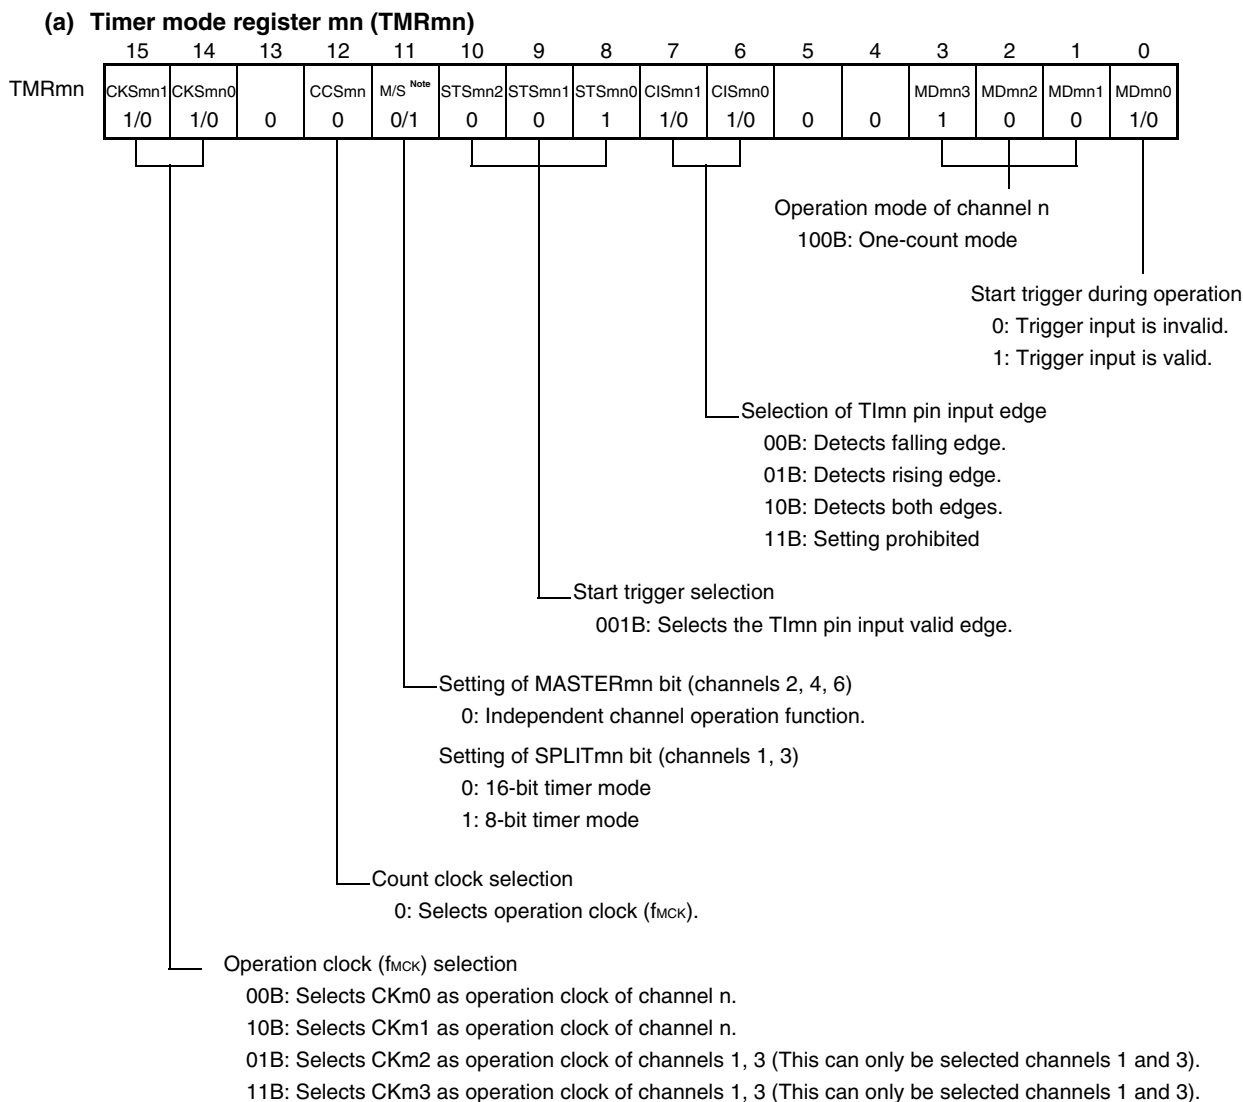 (a) Timer mode register mn (TMRmn)
15 14 13 12 11 10 9 8 7 6 5 4 3 2 1 0
TMRmn CKSmn1 CKSmn0 CCSmn M/S Note STSmn2 STSmn1 STSmn0 CISmn1 CISmn0 MDmn3 MDmn2 MDmn1 MDmn0
1/0 1/0 0 0 0/1 0 0 1 1/0 1/0 0 0 1 0 0 1/0
Operation mode of channel n
100B: One-count mode
Start trigger during operation
0: Trigger input is invalid.
1: Trigger input is valid.
Selection of TImn pin input edge
00B: Detects falling edge.
01B: Detects rising edge.
10B: Detects both edges.
11B: Setting prohibited
Start trigger selection
001B: Selects the TImn pin input valid edge.
Setting of MASTERmn bit (channels 2, 4, 6)
0: Independent channel operation function.
Setting of SPLITmn bit (channels 1, 3)
0: 16-bit timer mode
1: 8-bit timer mode
Count clock selection
0: Selects operation clock (fMCK).
Operation clock (fMCK) selection
00B: Selects CKm0 as operation clock of channel n.
10B: Selects CKm1 as operation clock of channel n.
01B: Selects CKm2 as operation clock of channels 1, 3 (This can only be selected channels 1 and 3).
11B: Selects CKm3 as operation clock of channels 1, 3 (This can only be selected channels 1 and 3).